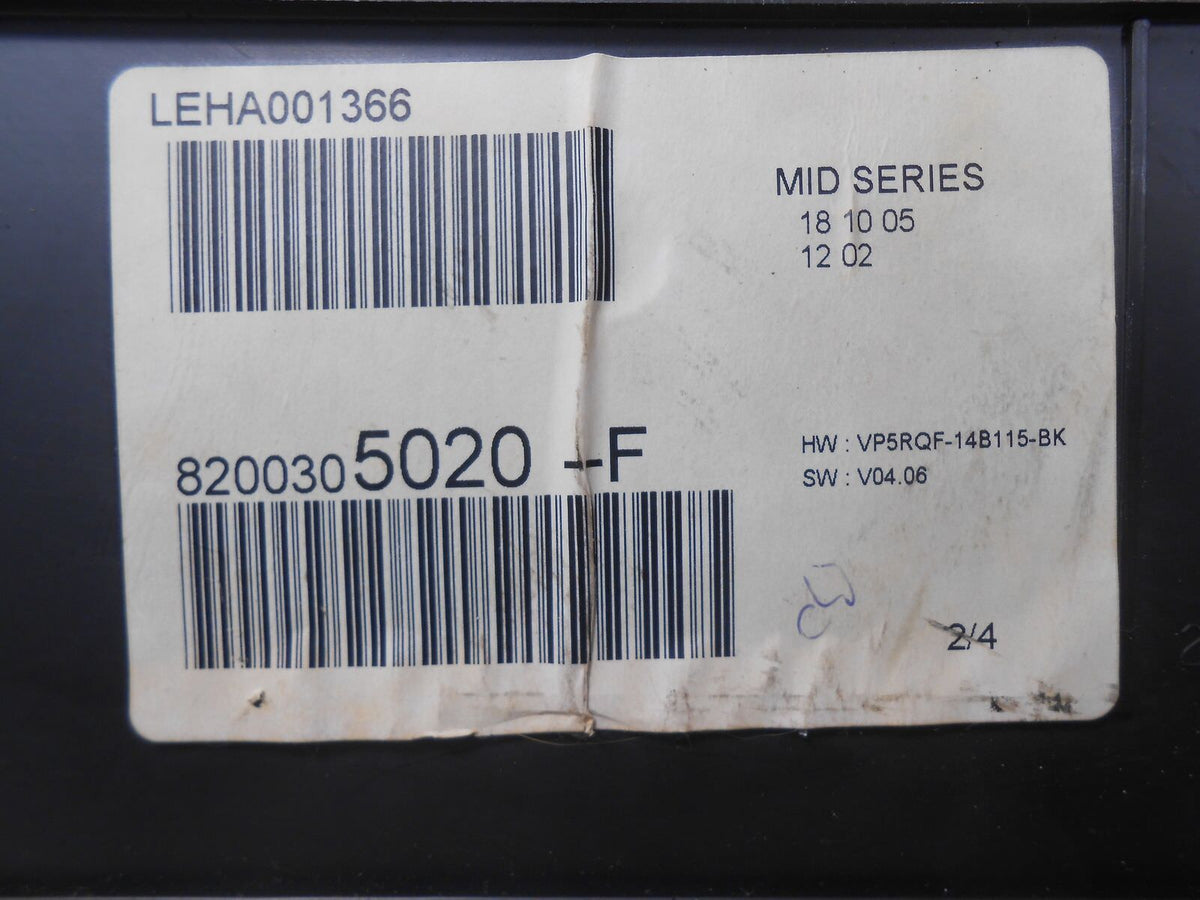 LEHA001366
MID SERIES
18 10 05
12 02
8200305020 --F
HW : VP5RQF-14B115-BK
SW : V04.06
2/4